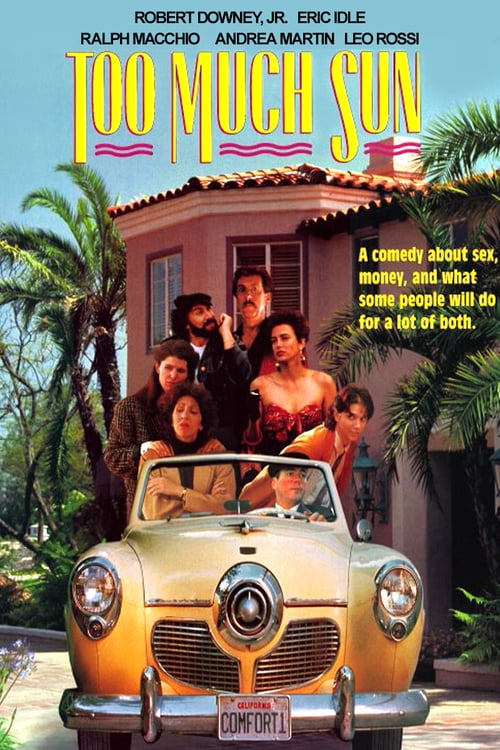 ROBERT DOWNEY, JR. ERIC IDLE
RALPH MACCHIO ANDREA MARTIN LEO ROSSI
TOO MUCH SUN
A comedy about sex,
money, and what
some people will do
for a lot of both.
CALIFORNIA
COMFORT1